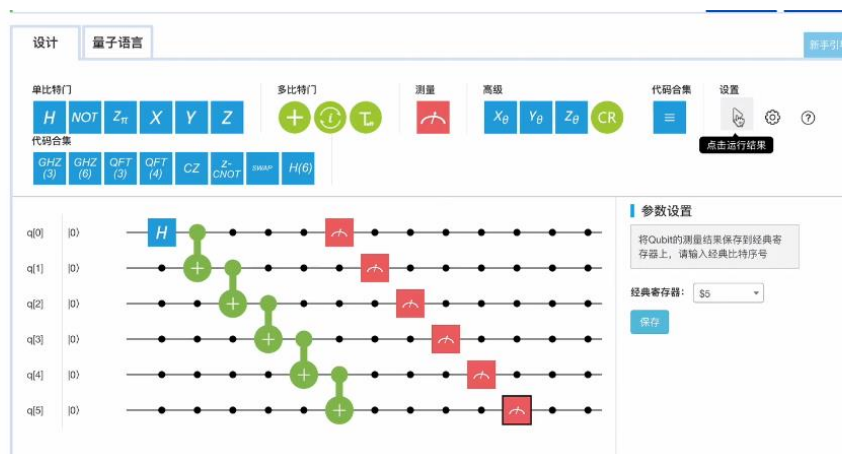 设计 量子语言
新手引
单比特门 多比特门 测量 高级 代码合集 设置
H NOT Zπ X Y Z Xθ Yθ Zθ CR
点击运行结果
代码合集
GHZ (3) GHZ (6) QFT (3) QFT (4) CZ Z-CNOT SWAP H(6)
参数设置
将Qubit的测量结果保存到经典寄
存器上，请输入经典比特序号
经典寄存器： $5
保存
q[0] |0⟩ H
q[1] |0⟩
q[2] |0⟩
q[3] |0⟩
q[4] |0⟩
q[5] |0⟩